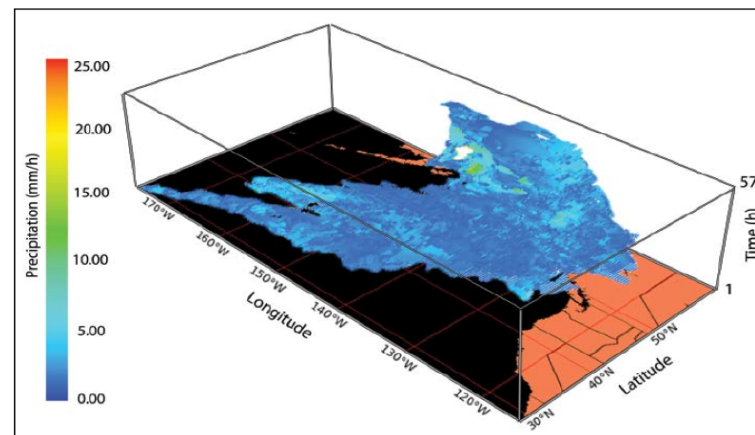 Precipitation (mm/h)
25.00
20.00
15.00
10.00
5.00
0.00
170°W
160°W
150°W
140°W
130°W
120°W
Longitude
30°N
40°N
50°N
Latitude
57
Time (h)
1